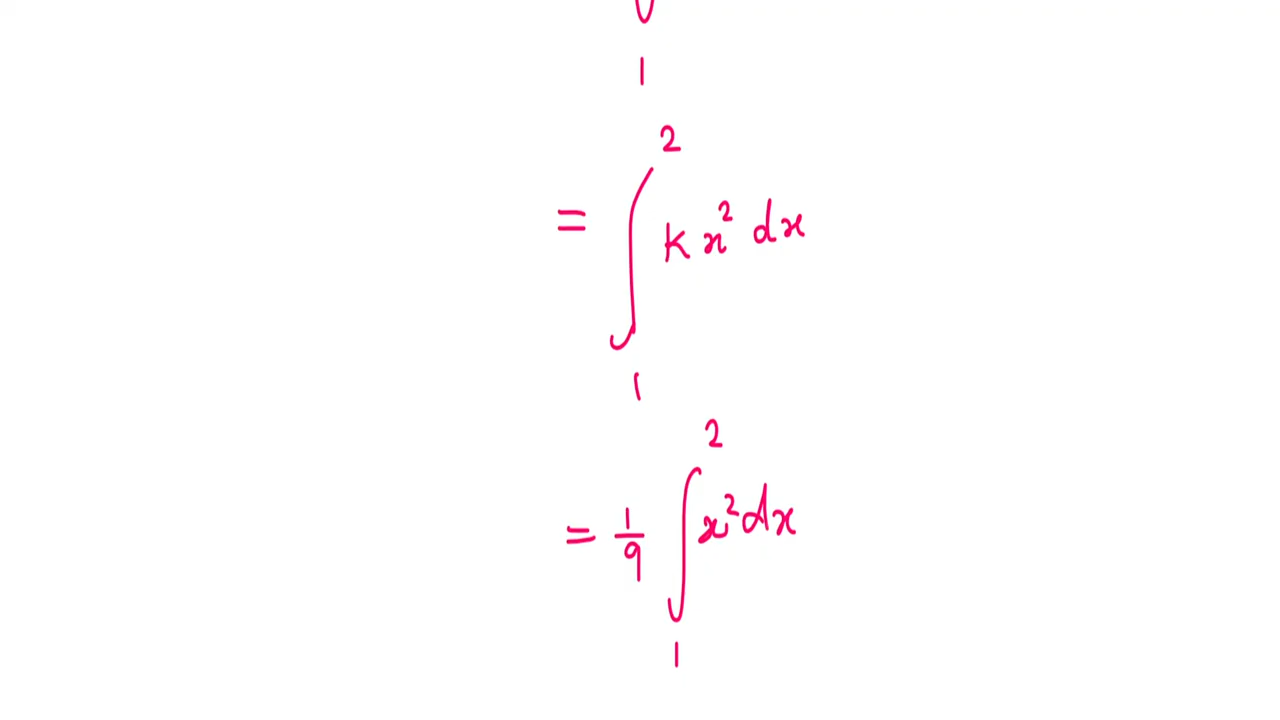 1
2
= ∫ K x² dx
1
2
= 1/9 ∫ x² dx
1